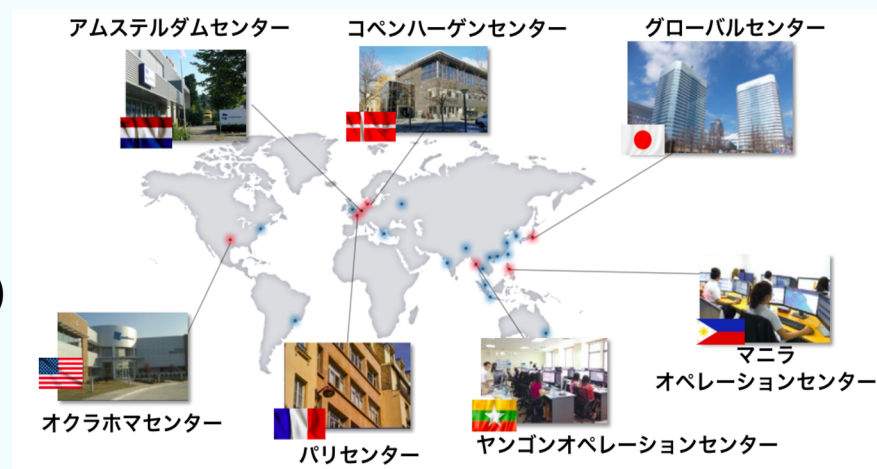 アムステルダムセンター
コペンハーゲンセンター
グローバルセンター
マニラ
オペレーションセンター
オクラホマセンター
パリセンター
ヤンゴンオペレーションセンター